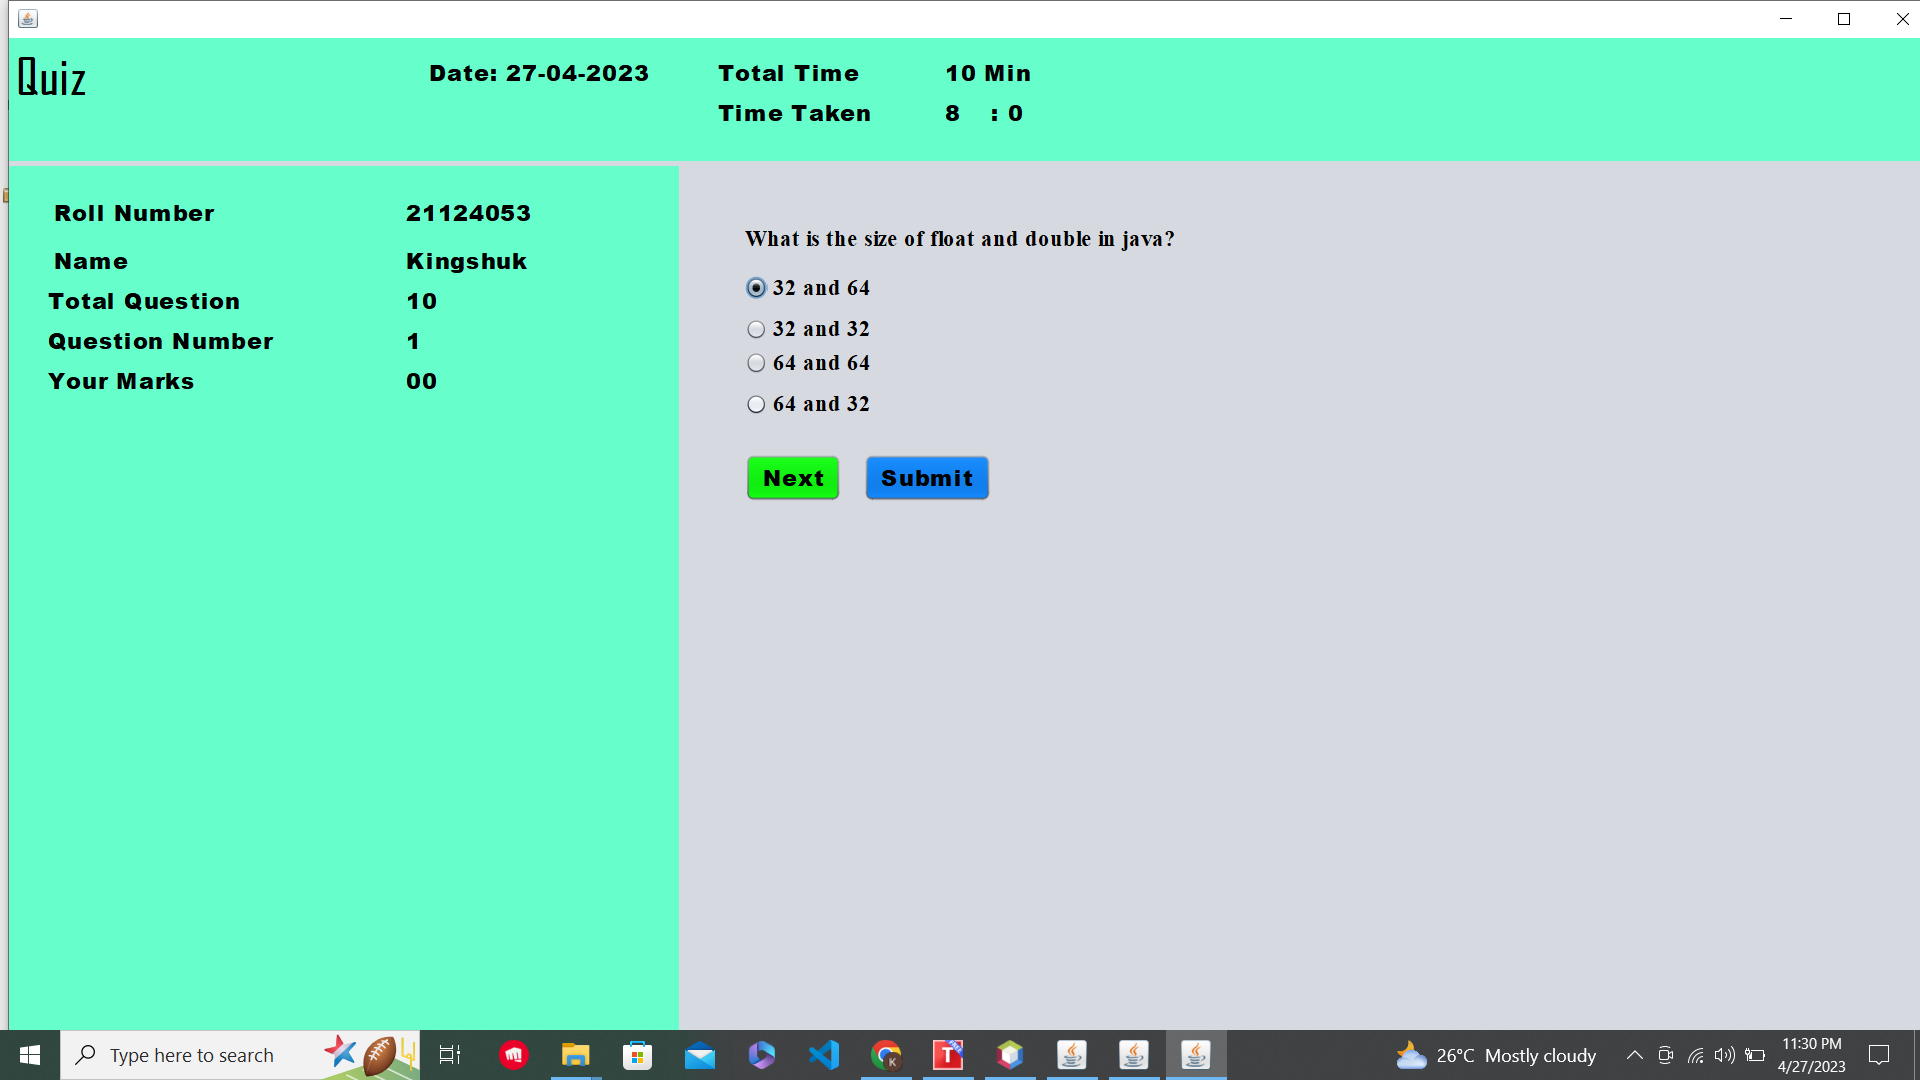 Quiz
Date: 27-04-2023
Total Time 10 Min
Time Taken 8 : 0
Roll Number 21124053
Name Kingshuk
Total Question 10
Question Number 1
Your Marks 00
What is the size of float and double in java?
32 and 64
32 and 32
64 and 64
64 and 32
Next Submit
Type here to search
26°C Mostly cloudy
11:30 PM
4/27/2023